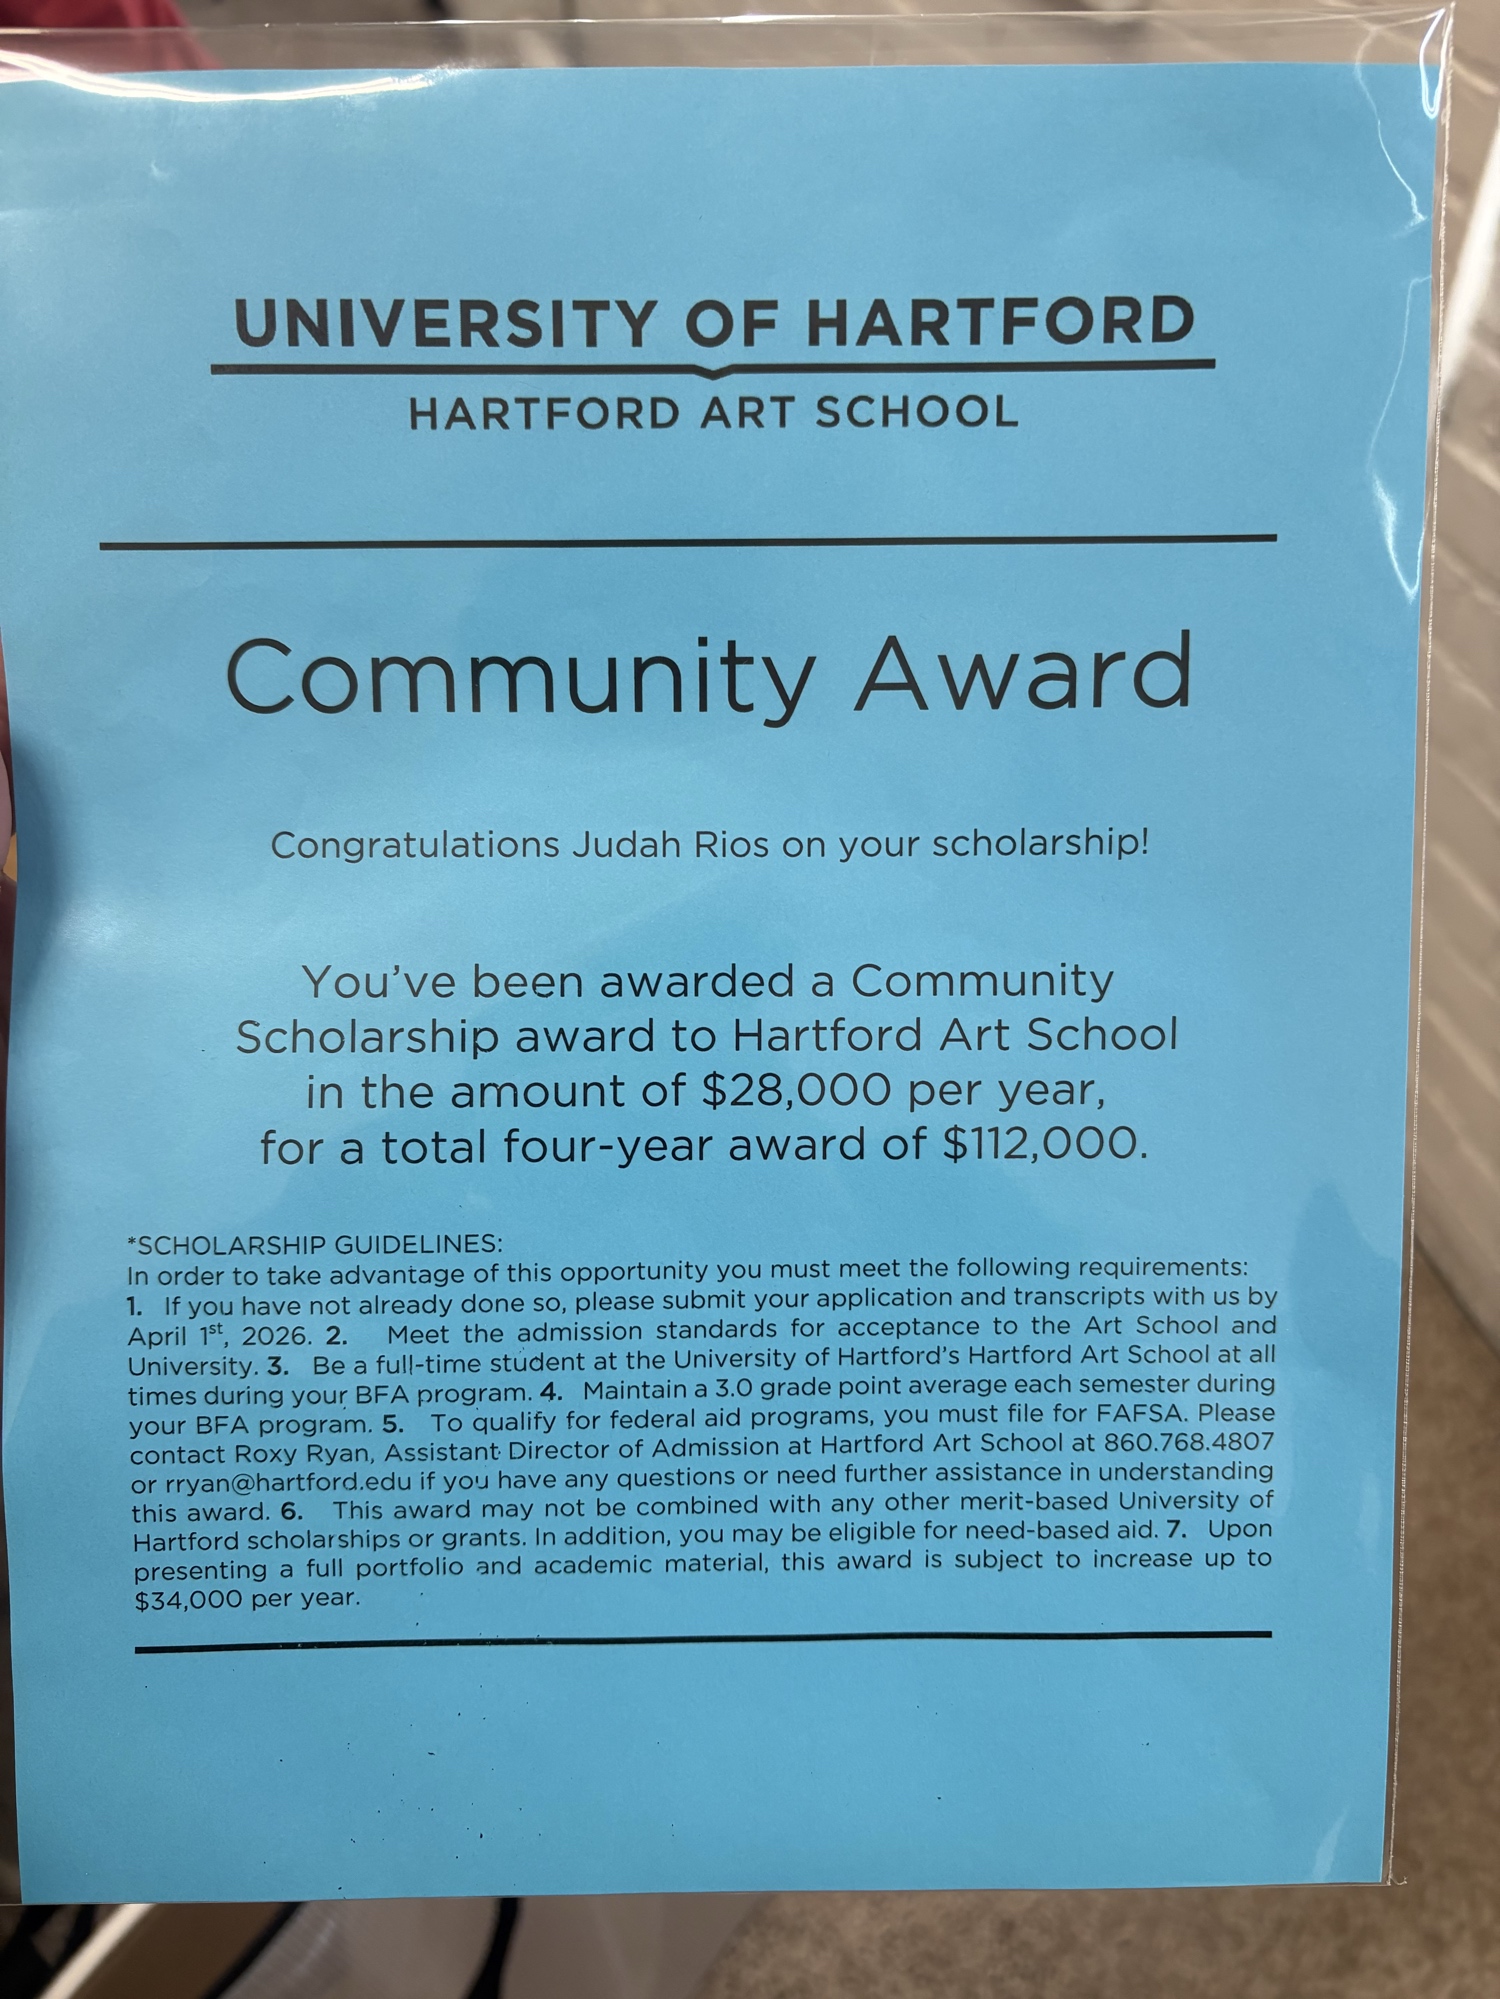 UNIVERSITY OF HARTFORD
HARTFORD ART SCHOOL
Community Award
Congratulations Judah Rios on your scholarship!
You've been awarded a Community
Scholarship award to Hartford Art School
in the amount of $28,000 per year,
for a total four-year award of $112,000.
*SCHOLARSHIP GUIDELINES:
In order to take advantage of this opportunity you must meet the following requirements:
1. If you have not already done so, please submit your application and transcripts with us by
April 1st, 2026. 2. Meet the admission standards for acceptance to the Art School and
University. 3. Be a full-time student at the University of Hartford's Hartford Art School at all
times during your BFA program. 4. Maintain a 3.0 grade point average each semester during
your BFA program. 5. To qualify for federal aid programs, you must file for FAFSA. Please
contact Roxy Ryan, Assistant Director of Admission at Hartford Art School at 860.768.4807
or rryan@hartford.edu if you have any questions or need further assistance in understanding
this award. 6. This award may not be combined with any other merit-based University of
Hartford scholarships or grants. In addition, you may be eligible for need-based aid. 7. Upon
presenting a full portfolio and academic material, this award is subject to increase up to
$34,000 per year.